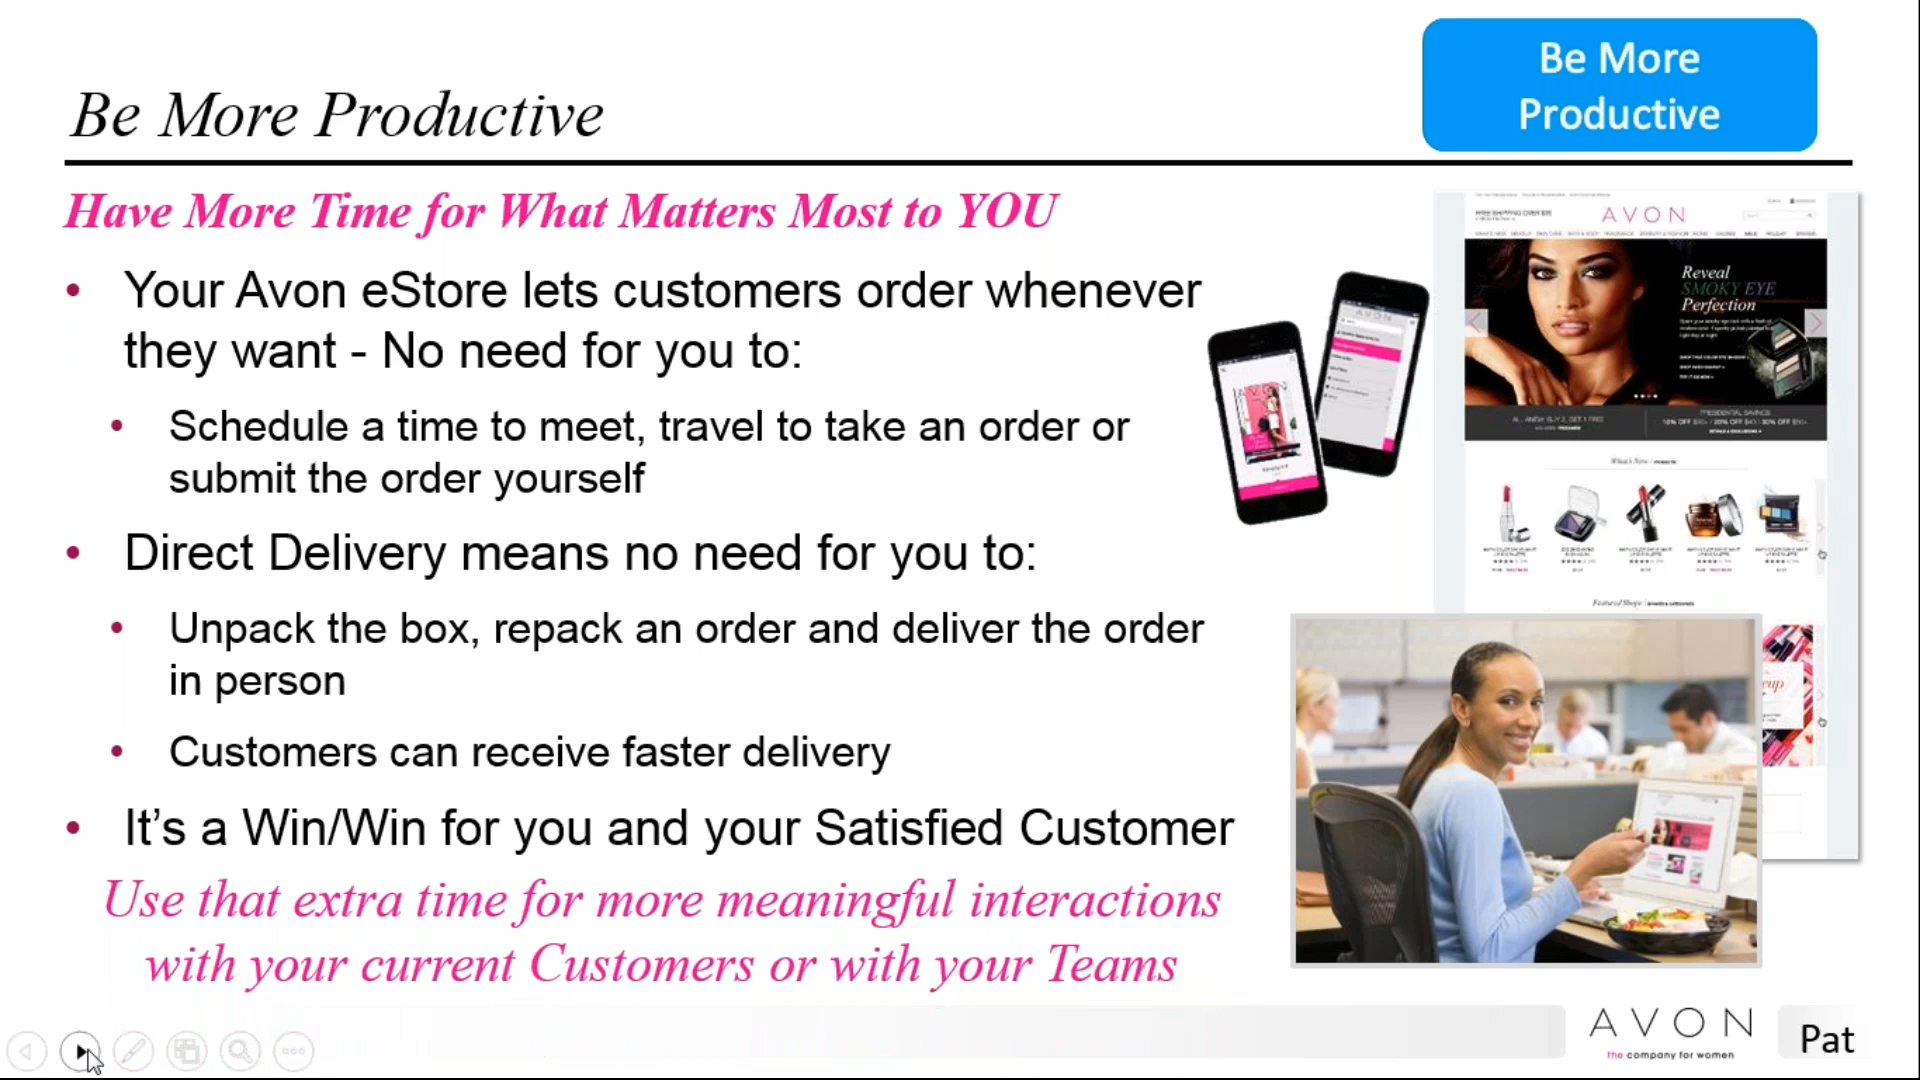 Be More
Productive
Be More Productive
Have More Time for What Matters Most to YOU
• Your Avon eStore lets customers order whenever
they want - No need for you to:
• Schedule a time to meet, travel to take an order or
submit the order yourself
• Direct Delivery means no need for you to:
• Unpack the box, repack an order and deliver the order
in person
• Customers can receive faster delivery
• It’s a Win/Win for you and your Satisfied Customer
Use that extra time for more meaningful interactions
with your current Customers or with your Teams
AVON
Reveal
SMOKY EYE
Perfection
What's New
Featured Shops
AVON
the company for women
Pat